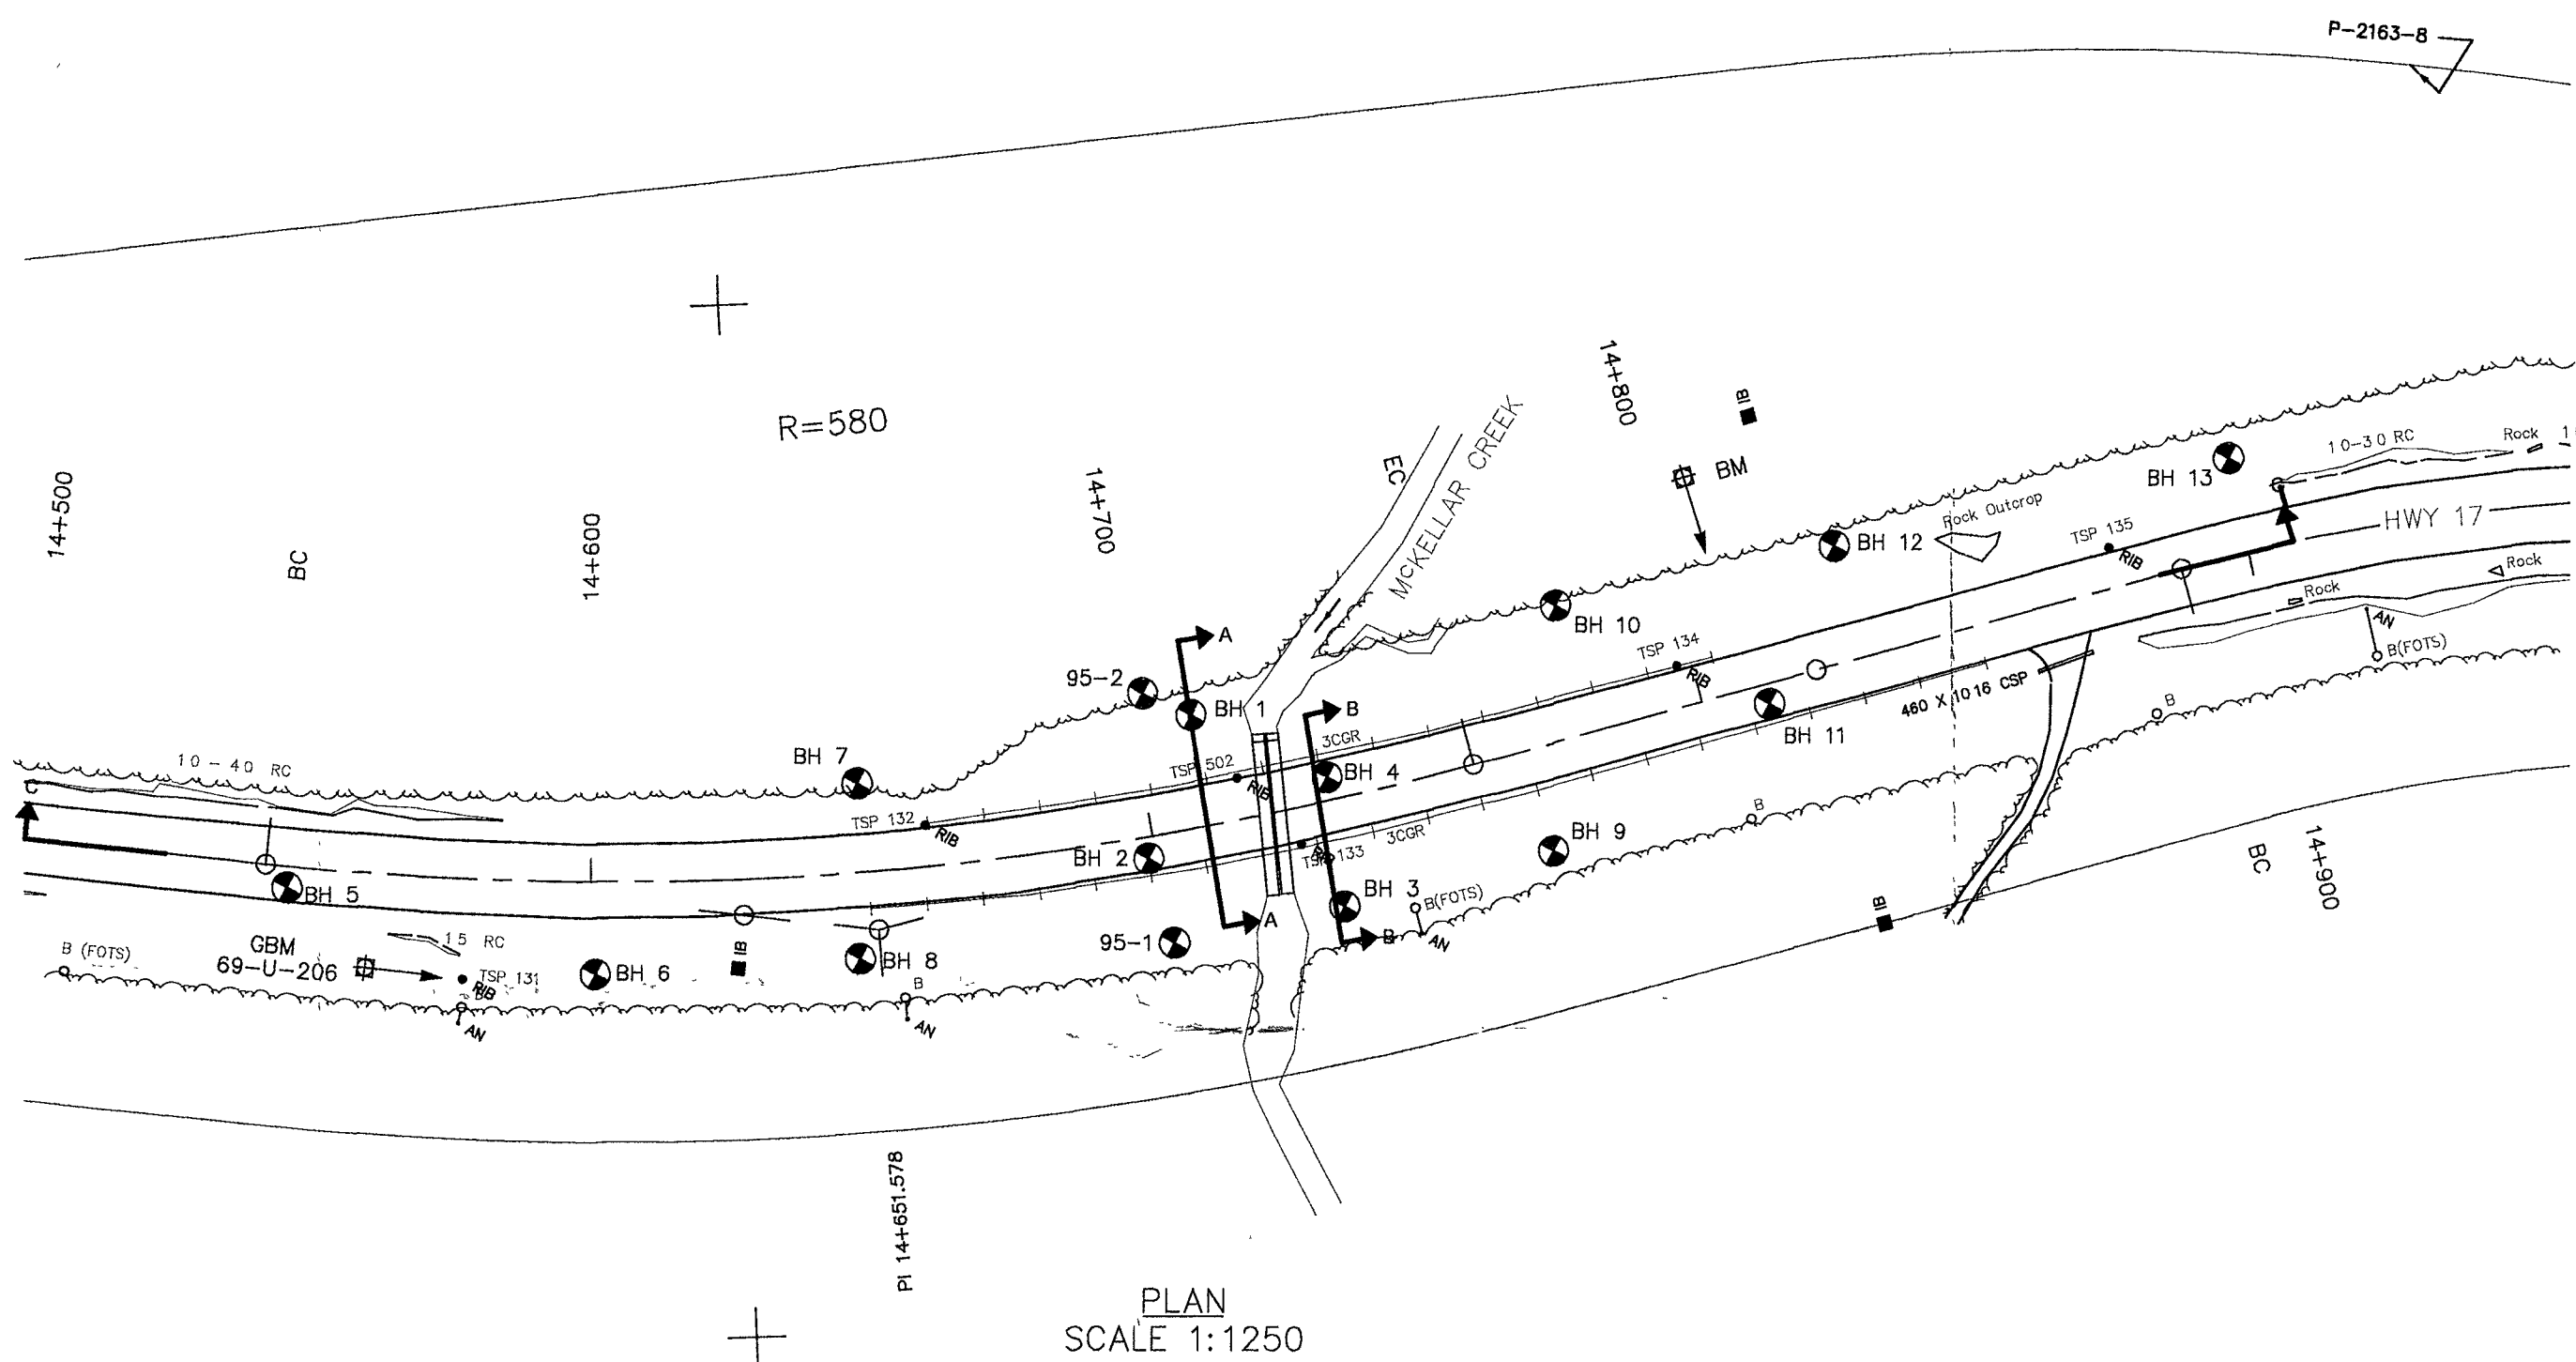 P-2163-8
R=580
14+500
BC
14+600
14+700
EC
McKELLAR CREEK
14+800
IB
BM
BH 13
10-30 RC
Rock
HWY 17
Rock Outcrop
BH 12
TSP 135
RIB
Rock
Rock
AN
B(FOTS)
BH 10
TSP 134
RIB
A
95-2
BH 1
B
3CGR
460 X 1016 CSP
B
BH 11
10-40 RC
C
BH 7
TSP 502
RIB
BH 4
TSP 132
RIB
BH 2
TSP 133
3CGR
BH 9
B
BH 5
BH 3
B(FOTS)
AN
A
B
95-1
IB
BC
14+900
B (FOTS)
GBM
69-U-206
15 RC
TSP 131
RIB
B
AN
BH 6
IB
BH 8
B
AN
PI 14+651.578
PLAN
SCALE 1:1250